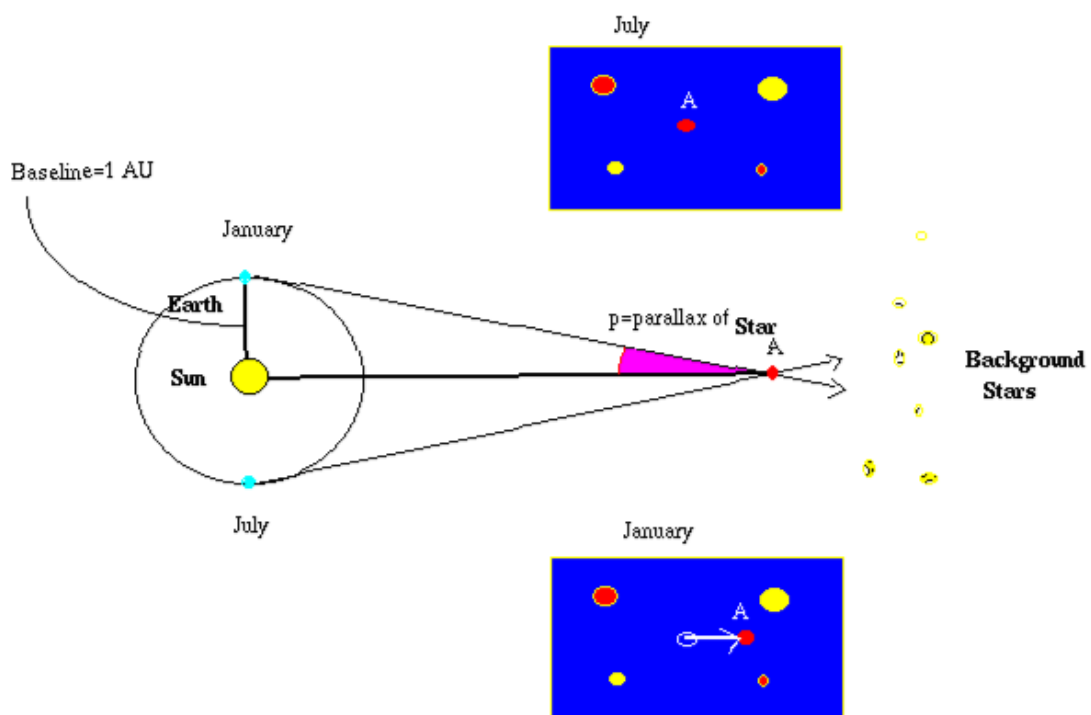 July
A
Baseline=1 AU
January
Earth
p=parallax of Star
A
Sun
Background
Stars
July
January
A